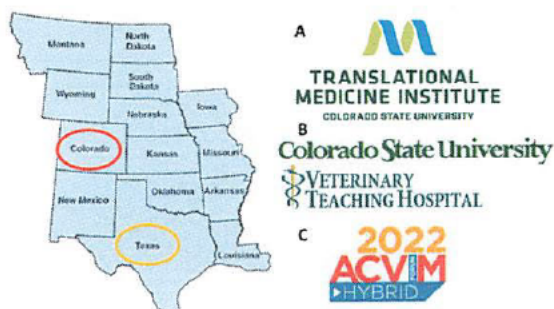 Montana
North
Dakota
South
Dakota
Wyoming
Nebraska
Iowa
Colorado
Kansas
Missouri
New Mexico
Oklahoma
Arkansas
Texas
Louisiana
A
TRANSLATIONAL
MEDICINE INSTITUTE
COLORADO STATE UNIVERSITY
B
Colorado State University
VETERINARY
TEACHING HOSPITAL
C
2022
ACVIM
HYBRID